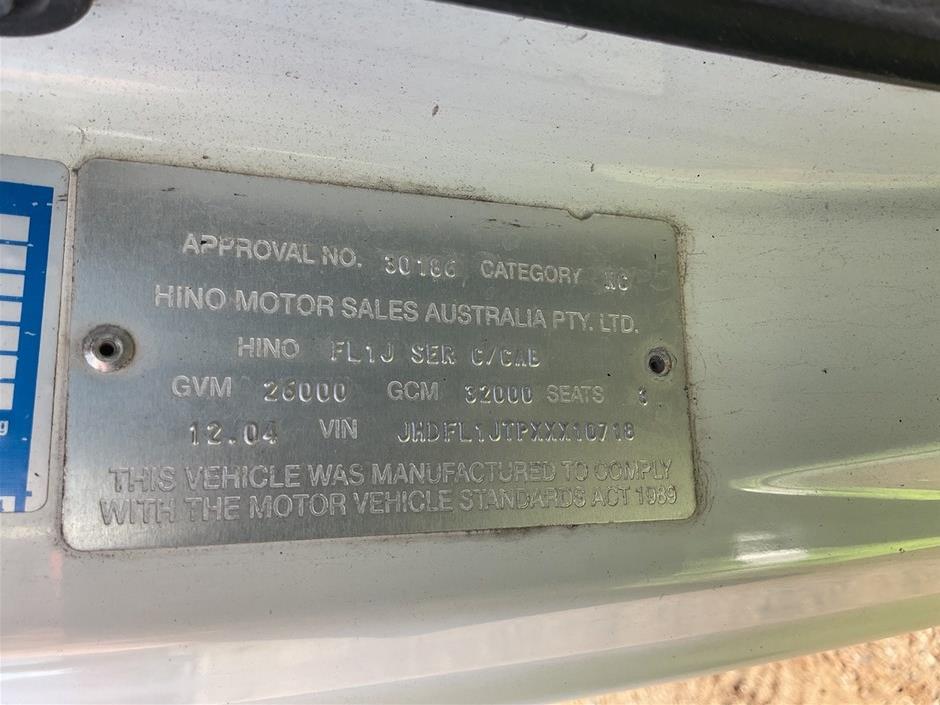 APPROVAL NO. 30186 CATEGORY NC
HINO MOTOR SALES AUSTRALIA PTY. LTD.
HINO FL1J SER C/CAB
GVM 26000 GCM 32000 SEATS 3
12.04 VIN JHDFL1JTPXXX10718
THIS VEHICLE WAS MANUFACTURED TO COMPLY
WITH THE MOTOR VEHICLE STANDARDS ACT 1989
g